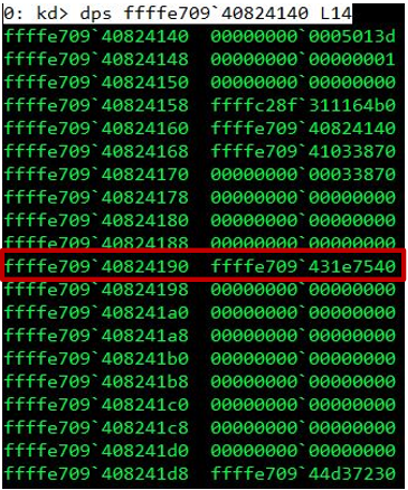 0: kd> dps ffffe709`40824140 L14
ffffe709`40824140  00000000`0005013d
ffffe709`40824148  00000000`00000001
ffffe709`40824150  00000000`00000000
ffffe709`40824158  ffffc28f`311164b0
ffffe709`40824160  ffffe709`40824140
ffffe709`40824168  ffffe709`41033870
ffffe709`40824170  00000000`00033870
ffffe709`40824178  00000000`00000000
ffffe709`40824180  00000000`00000000
ffffe709`40824188  00000000`00000000
ffffe709`40824190  ffffe709`431e7540
ffffe709`40824198  00000000`00000000
ffffe709`408241a0  00000000`00000000
ffffe709`408241a8  00000000`00000000
ffffe709`408241b0  00000000`00000000
ffffe709`408241b8  00000000`00000000
ffffe709`408241c0  00000000`00000000
ffffe709`408241c8  00000000`00000000
ffffe709`408241d0  00000000`00000000
ffffe709`408241d8  ffffe709`44d37230